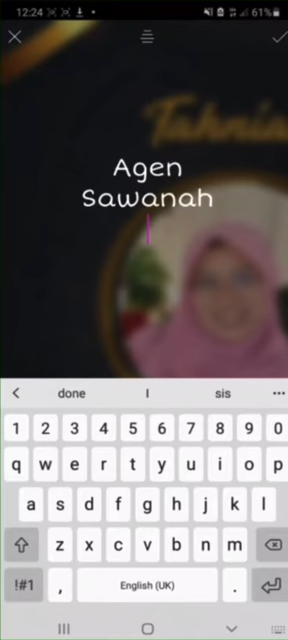 12:24
61%
Tahnia
Agen
Sawanah
done I sis
1 2 3 4 5 6 7 8 9 0
q w e r t y u i o p
a s d f g h j k l
z x c v b n m
!#1 , English (UK) .